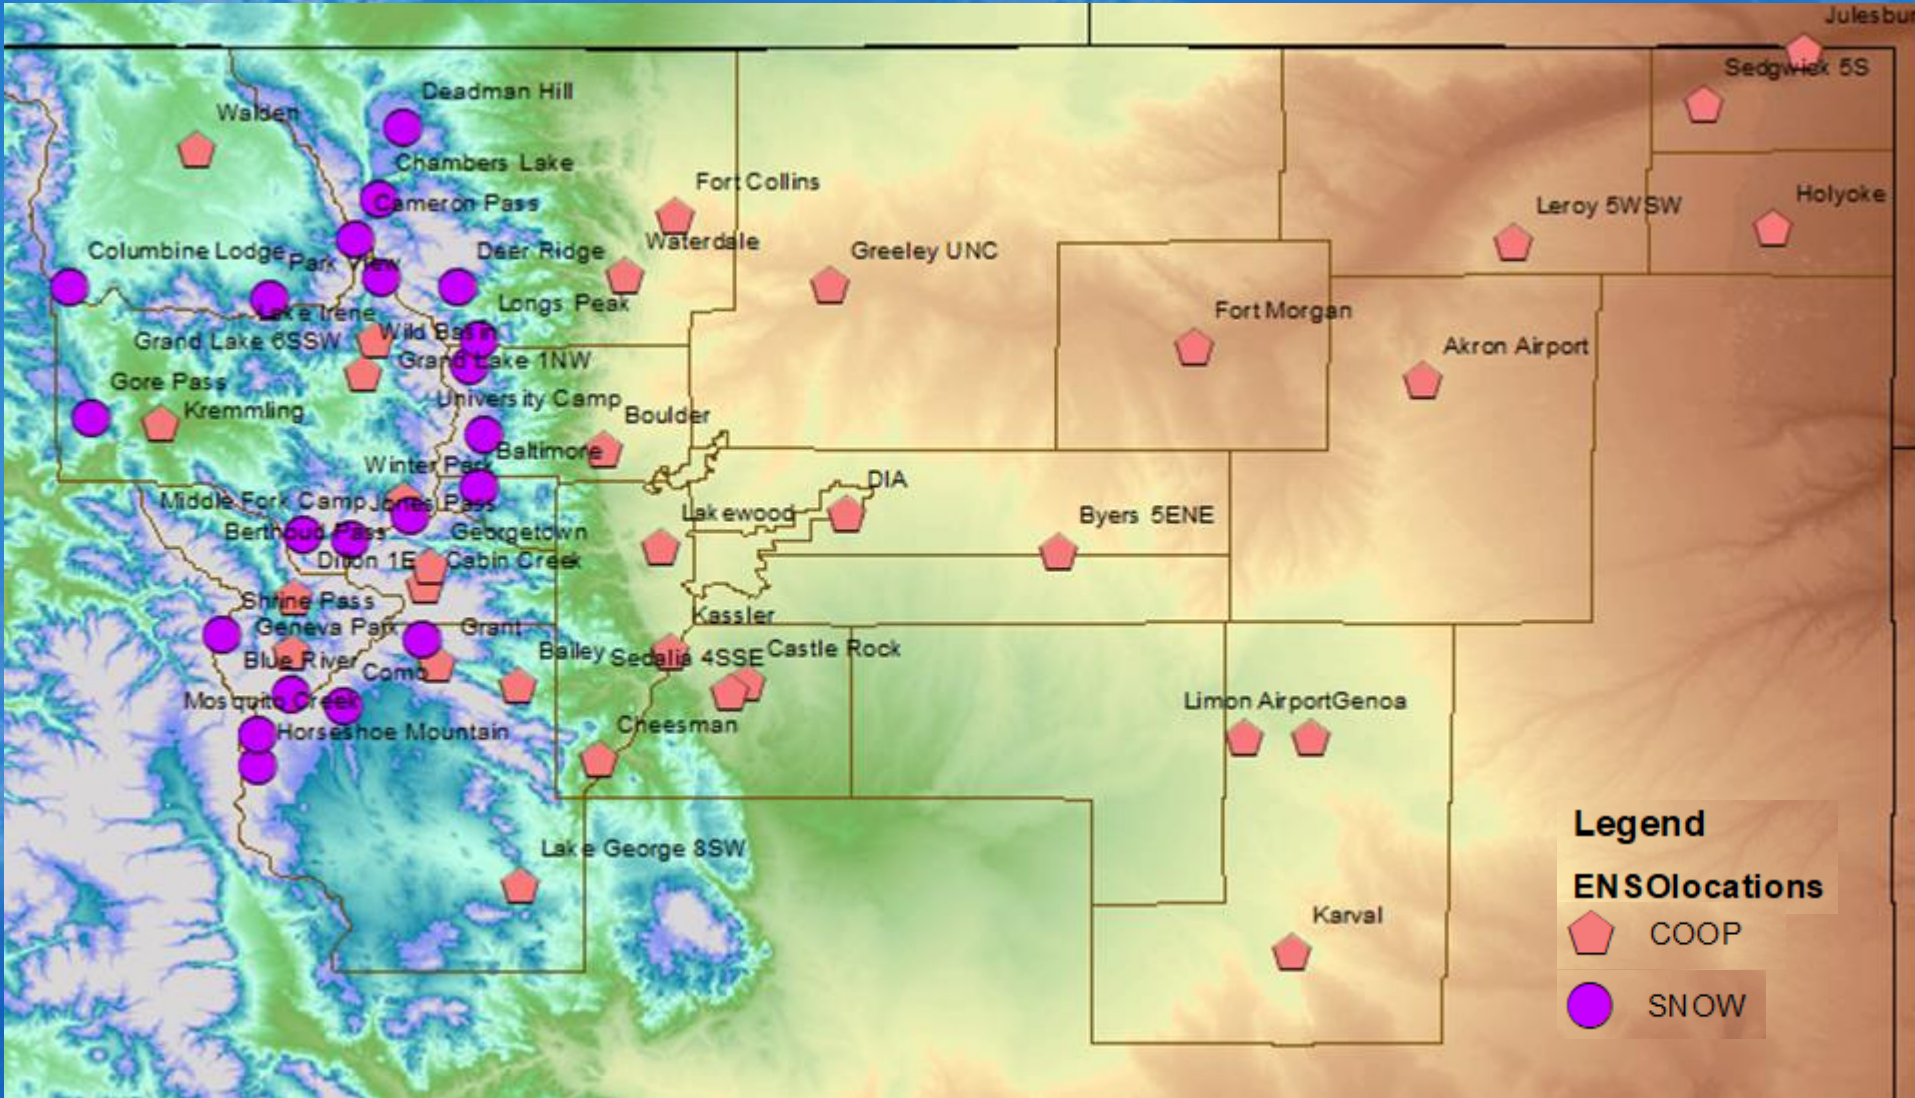 Julesbur
Sedgwick 5S
Deadman Hill
Walden
Chambers Lake
Fort Collins
Holyoke
Cameron Pass
Leroy 5WSW
Waterdale
Columbine Lodge
Park View
Deer Ridge
Greeley UNC
Longs Peak
Lake Irene
Fort Morgan
Grand Lake 6SSW
Wild Basin
Akron Airport
Grand Lake 1NW
Gore Pass
Kremmling
University Camp
Boulder
Baltimore
Winter Park
DIA
Middle Fork Camp
Jones Pass
Lakewood
Byers 5ENE
Berthoud Pass
Georgetown
Dillon 1E
Cabin Creek
Shrine Pass
Kassler
Geneva Park
Grant
Bailey
Sedalia 4SSE
Castle Rock
Blue River
Como
Mosquito Creek
Limon Airport
Genoa
Cheesman
Horseshoe Mountain
Lake George 8SW
Karval
Legend
ENSOlocations
COOP
SNOW